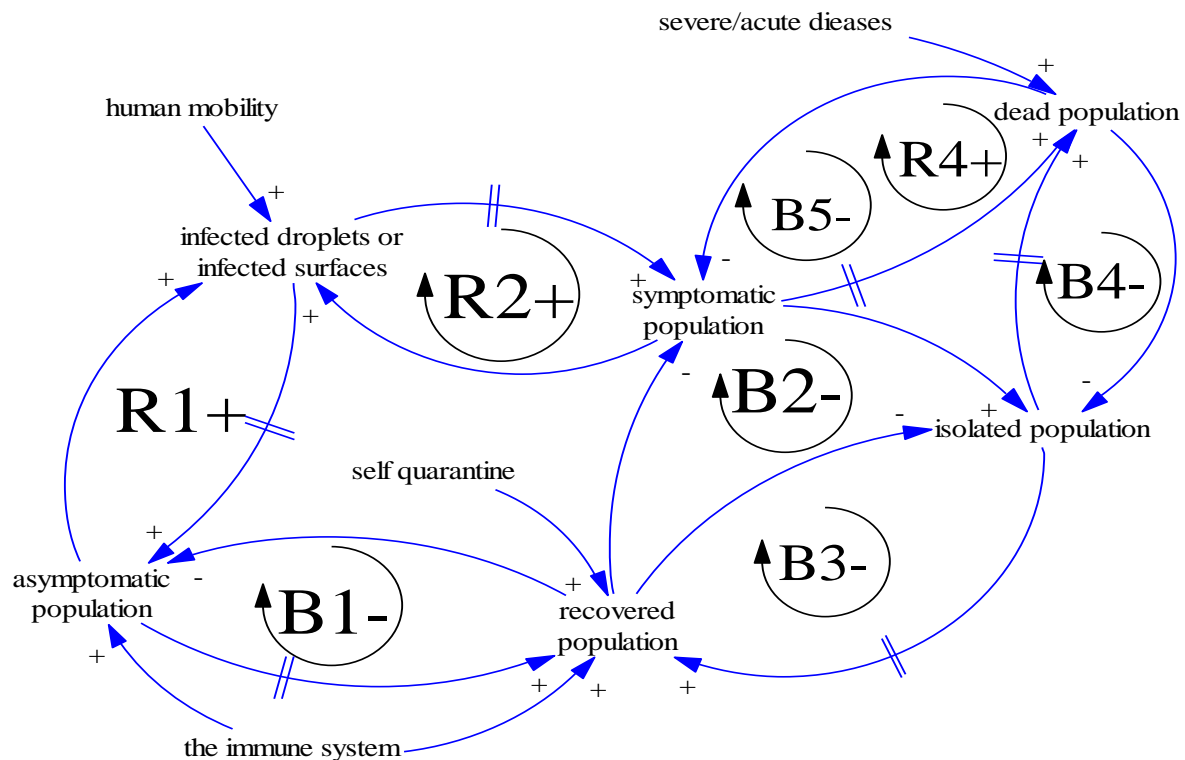 severe/acute dieases
+
human mobility
dead population
+
R4+
+
+
+
B5-
infected droplets or
infected surfaces
-
+
+
symptomatic
population
R2+
B4-
+
-
B2-
-
R1+
-
+
isolated population
self quarantine
+
B3-
asymptomatic
population
-
+
recovered
population
B1-
+
+
+
+
the immune system